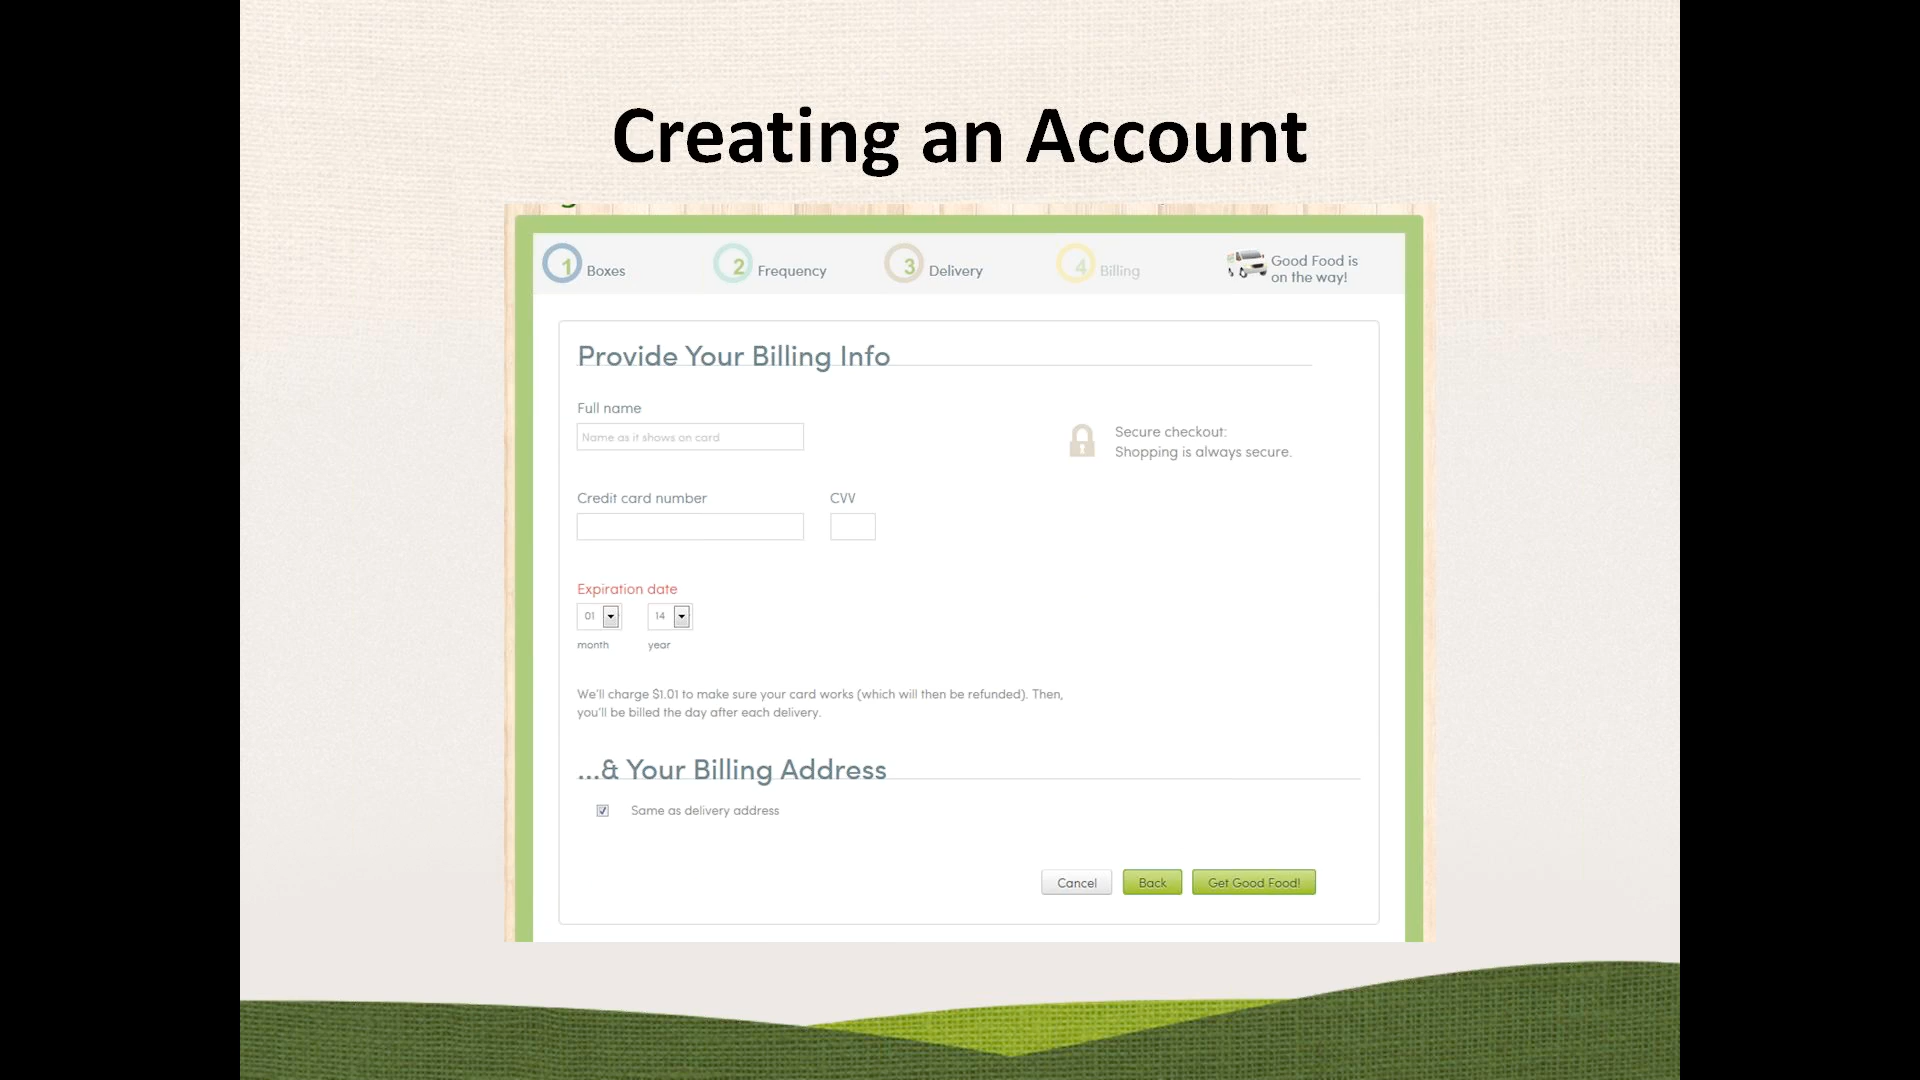 Creating an Account
1 Boxes
2 Frequency
3 Delivery
4 Billing
Good Food is
on the way!
Provide Your Billing Info
Full name
Name as it shows on card
Secure checkout:
Shopping is always secure.
Credit card number
CVV
Expiration date
01
14
month
year
We'll charge $1.01 to make sure your card works (which will then be refunded). Then,
you'll be billed the day after each delivery.
...& Your Billing Address
Same as delivery address
Cancel
Back
Get Good Food!